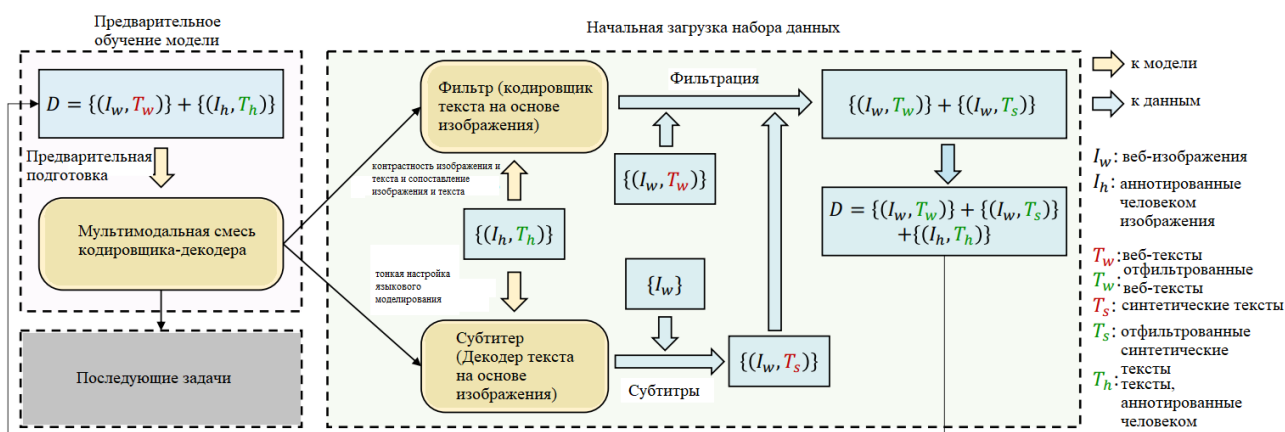 Предварительное
обучение модели
D = {(I_w, T_w)} + {(I_h, T_h)}
Предварительная
подготовка
Мультимодальная смесь
кодировщика-декодера
Последующие задачи
Начальная загрузка набора данных
Фильтр (кодировщик
текста на основе
изображения)
контрастность изображения и
текста и сопоставление
изображения и текста
{(I_h, T_h)}
тонкая настройка
языкового
моделирования
Субтитер
(Декодер текста
на основе
изображения)
Фильтрация
{(I_w, T_w)}
{I_w}
Субтитры
{(I_w, T_s)}
{(I_w, T_w)} + {(I_w, T_s)}
D = {(I_w, T_w)} + {(I_w, T_s)}
+{(I_h, T_h)}
к модели
к данным
I_w: веб-изображения
I_h: аннотированные
человеком
изображения
T_w: веб-тексты
T_w: отфильтрованные
веб-тексты
T_s: синтетические тексты
T_s: отфильтрованные
синтетические
тексты
T_h: тексты,
аннотированные
человеком